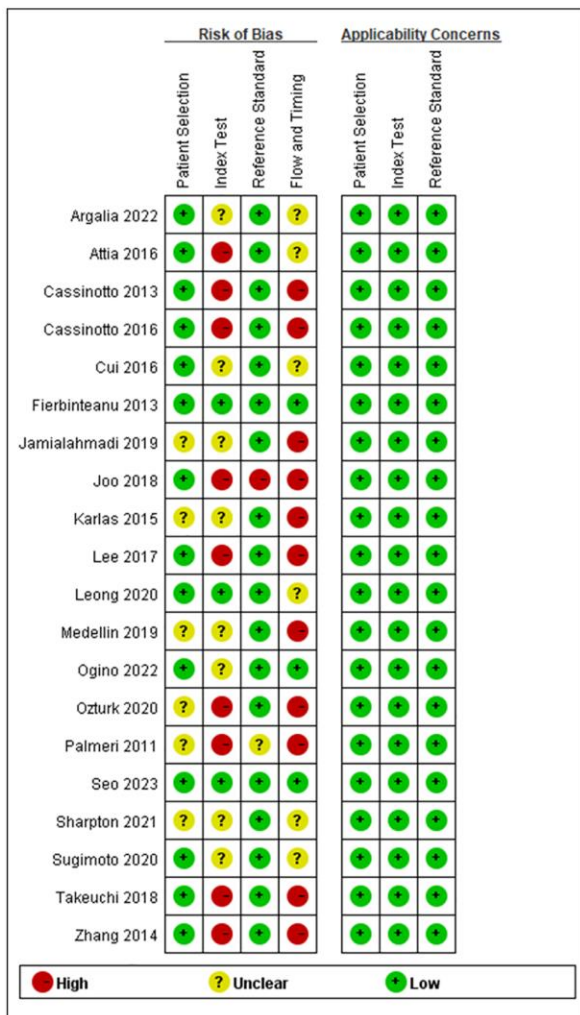 Risk of Bias Applicability Concerns
Patient Selection Index Test Reference Standard Flow and Timing Patient Selection Index Test Reference Standard
Argalia 2022 + ? + ? + + +
Attia 2016 + - + ? + + +
Cassinotto 2013 + - + - + + +
Cassinotto 2016 + - + - + + +
Cui 2016 + ? + ? + + +
Fierbinteanu 2013 + + + + + + +
Jamialahmadi 2019 ? ? + - + + +
Joo 2018 + - - - + + +
Karlas 2015 ? ? + - + + +
Lee 2017 + - + - + + +
Leong 2020 + + + ? + + +
Medellin 2019 ? ? + - + + +
Ogino 2022 + ? + + + + +
Ozturk 2020 ? - + - + + +
Palmeri 2011 ? - ? - + + +
Seo 2023 + + + + + + +
Sharpton 2021 ? ? + ? + + +
Sugimoto 2020 + ? + ? + + +
Takeuchi 2018 + - + - + + +
Zhang 2014 + - + - + + +
- High ? Unclear + Low